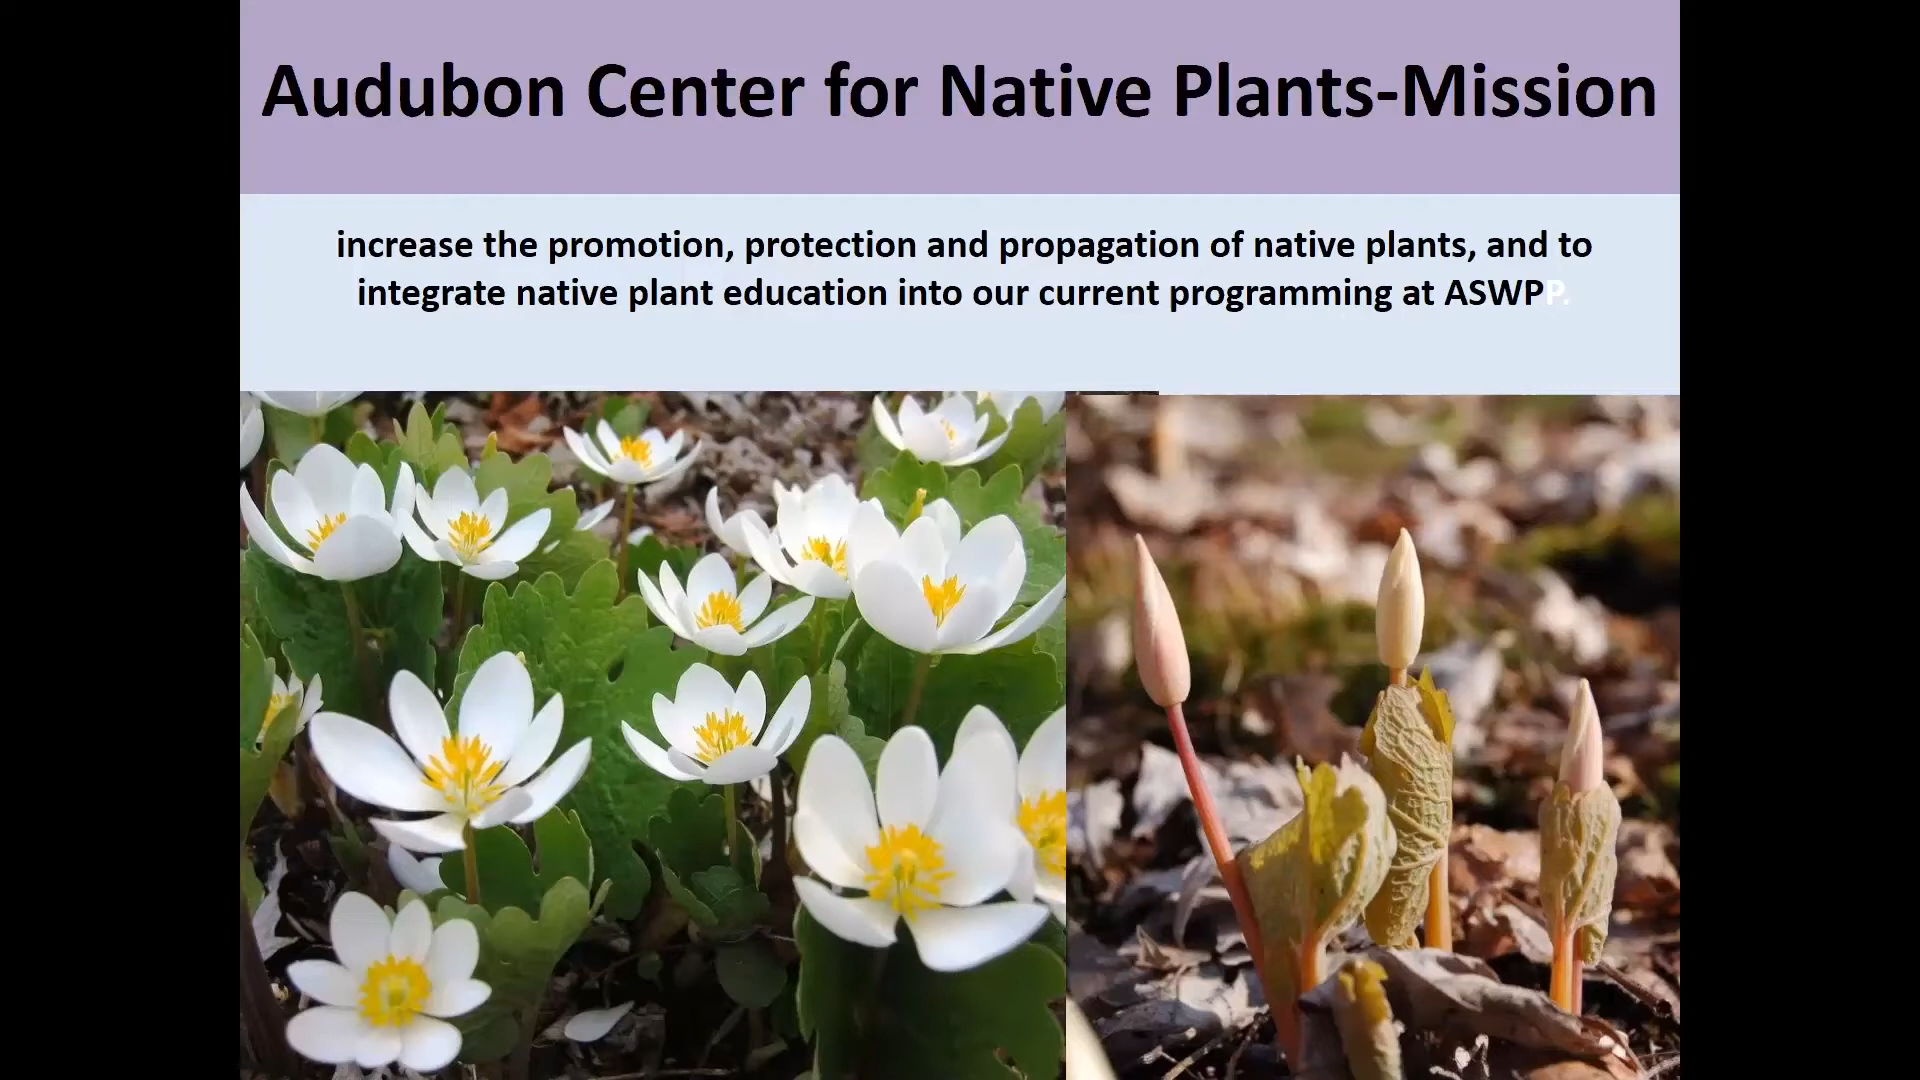 Audubon Center for Native Plants-Mission
increase the promotion, protection and propagation of native plants, and to
integrate native plant education into our current programming at ASWPP.